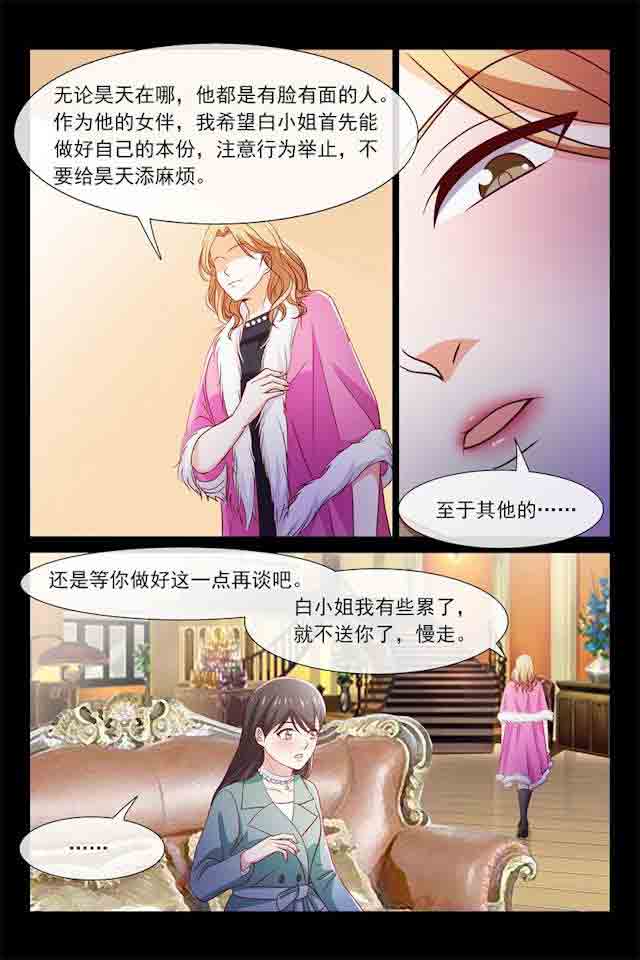 无论昊天在哪，他都是有脸有面的人。
作为他的女伴，我希望白小姐首先能
做好自己的本份，注意行为举止，不
要给昊天添麻烦。
至于其他的……
还是等你做好这一点再谈吧。
白小姐我有些累了，
就不送你了，慢走。
……